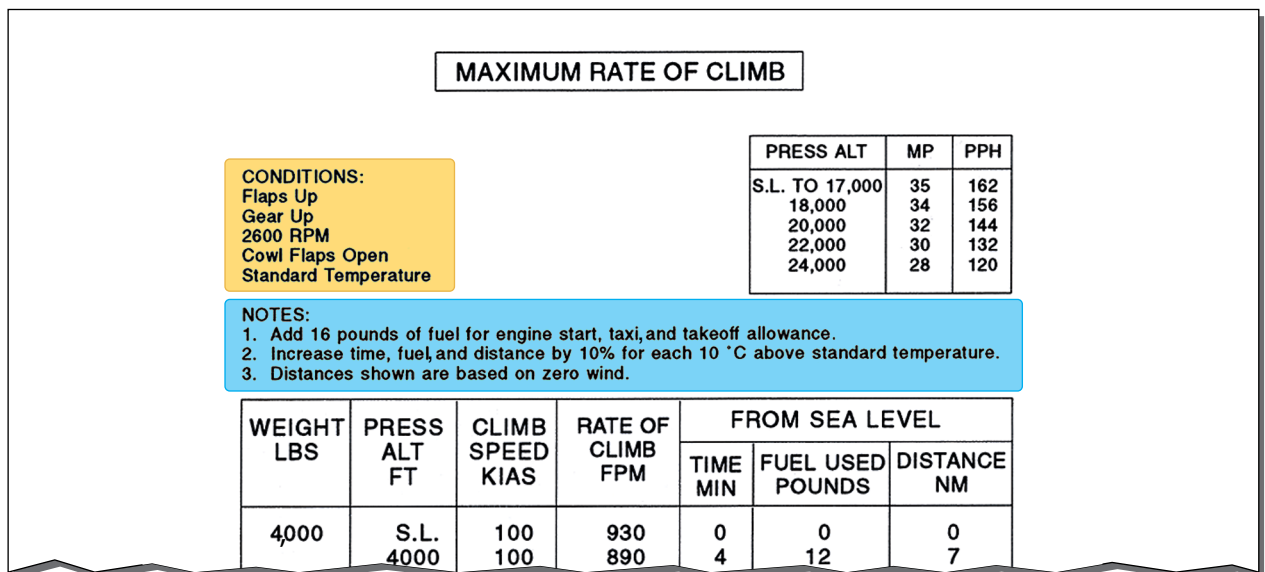 MAXIMUM RATE OF CLIMB
PRESS ALT MP PPH
S.L. TO 17,000 35 162
18,000 34 156
20,000 32 144
22,000 30 132
24,000 28 120
CONDITIONS:
Flaps Up
Gear Up
2600 RPM
Cowl Flaps Open
Standard Temperature
NOTES:
1. Add 16 pounds of fuel for engine start, taxi, and takeoff allowance.
2. Increase time, fuel, and distance by 10% for each 10 °C above standard temperature.
3. Distances shown are based on zero wind.
WEIGHT
LBS
PRESS
ALT
FT
CLIMB
SPEED
KIAS
RATE OF
CLIMB
FPM
FROM SEA LEVEL
TIME
MIN
FUEL USED
POUNDS
DISTANCE
NM
4,000 S.L. 100 930 0 0 0
4000 100 890 4 12 7